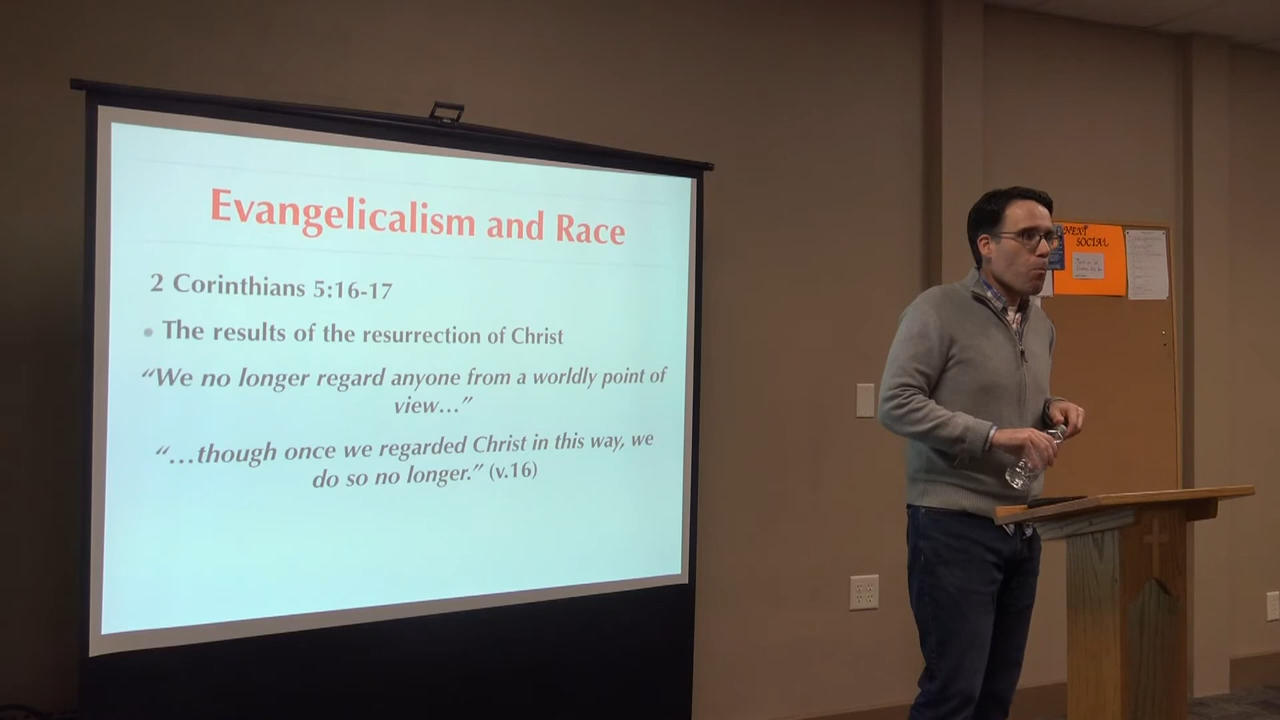 Evangelicalism and Race
2 Corinthians 5:16-17
• The results of the resurrection of Christ
“We no longer regard anyone from a worldly point of
view…”
“…though once we regarded Christ in this way, we
do so no longer.” (v.16)
NEXT
SOCIAL